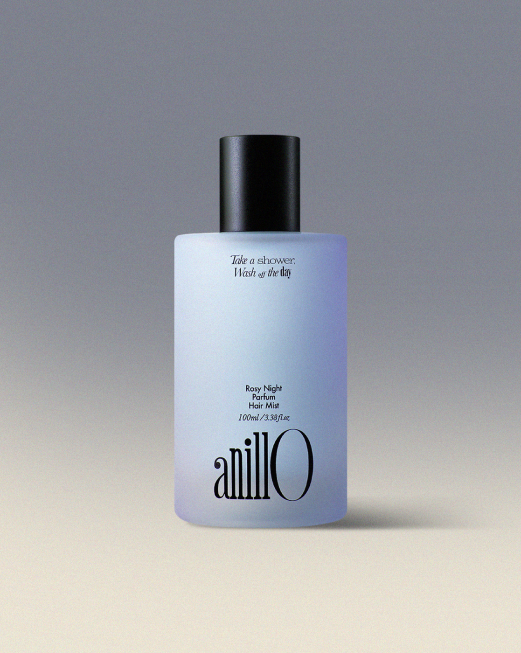 Take a shower,
Wash off the day
Rosy Night
Parfum
Hair Mist
100ml / 3.38fl.oz
anillO